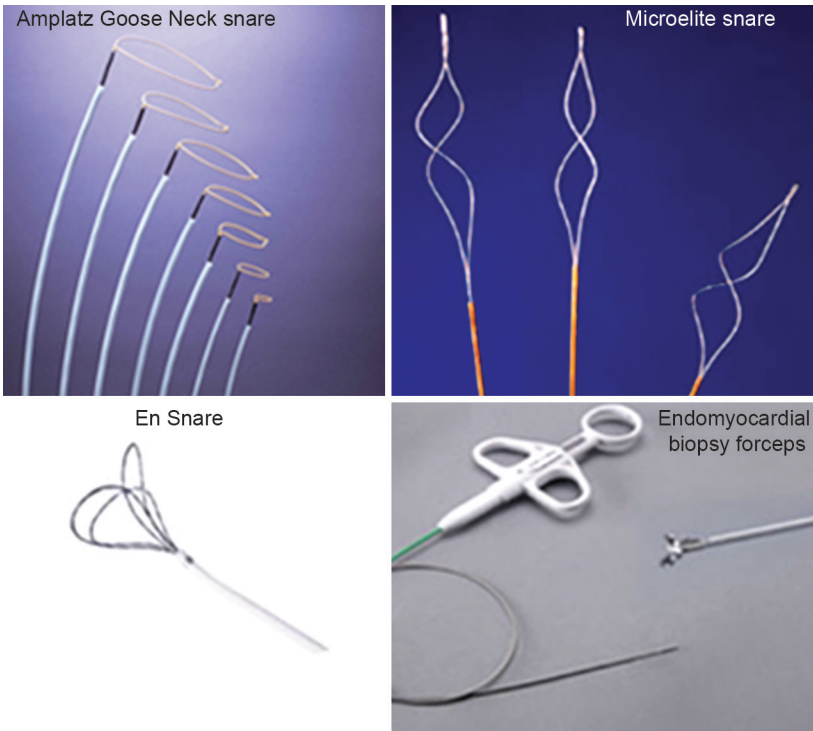 Amplatz Goose Neck snare
Microelite snare
En Snare
Endomyocardial
biopsy forceps